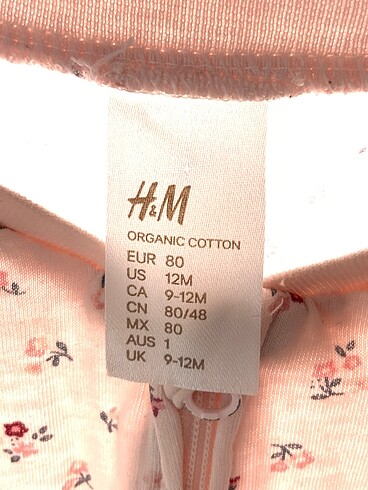 H&M
ORGANIC COTTON
EUR 80
US 12M
CA 9-12M
CN 80/48
MX 80
AUS 1
UK 9-12M